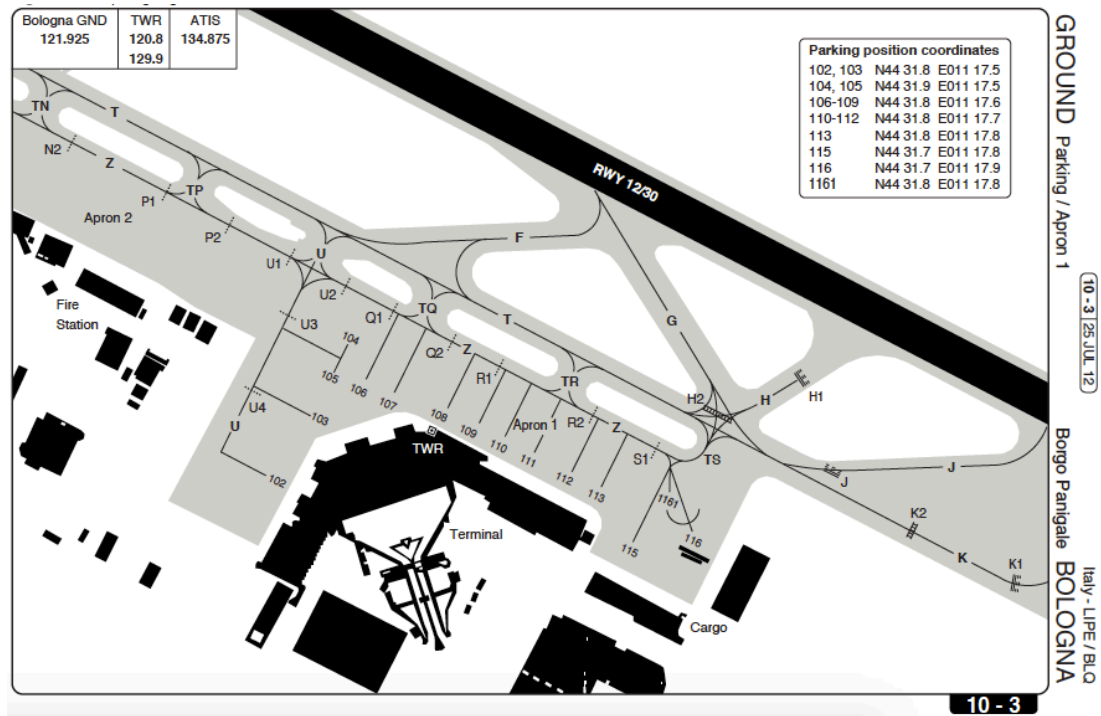 Bologna GND
121.925
TWR
120.8
129.9
ATIS
134.875
Parking position coordinates
102, 103 N44 31.8 E011 17.5
104, 105 N44 31.9 E011 17.5
106-109 N44 31.8 E011 17.6
110-112 N44 31.8 E011 17.7
113 N44 31.8 E011 17.8
115 N44 31.7 E011 17.8
116 N44 31.7 E011 17.9
1161 N44 31.8 E011 17.8
GROUND Parking / Apron 1
10 - 3 25 JUL 12
Borgo Panigale BOLOGNA
Italy - LIPE / BLQ
TN
T
N2
Z
TP
P1
Apron 2
P2
RWY 12/30
F
U
U1
U2
Fire
Station
U3
Q1
TQ
T
G
104
Q2
Z
105
106
R1
107
TR
H2
H
H1
U4
103
108
109
Apron 1
R2
Z
U
TWR
110
111
S1
TS
J
J
102
112
113
1161
K2
Terminal
116
115
K
K1
Cargo
10 - 3